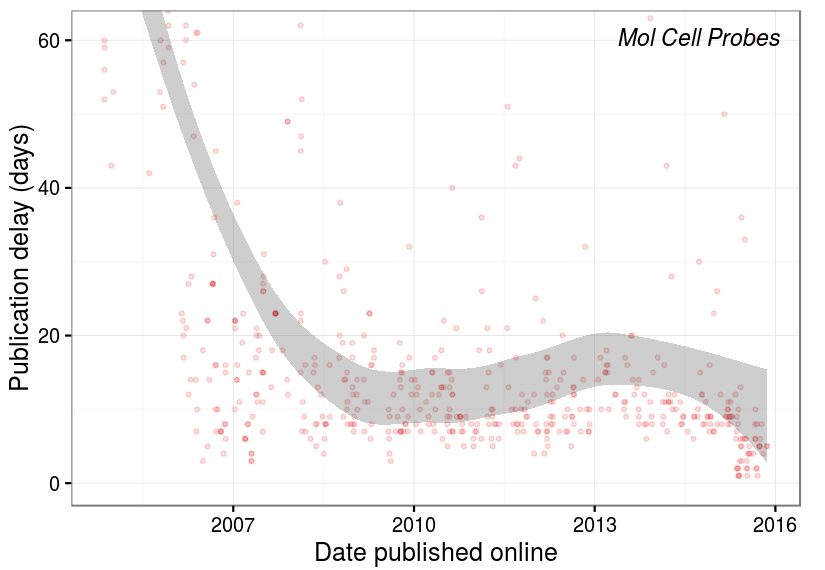 Mol Cell Probes
Publication delay (days)
60
40
20
0
2007 2010 2013 2016
Date published online